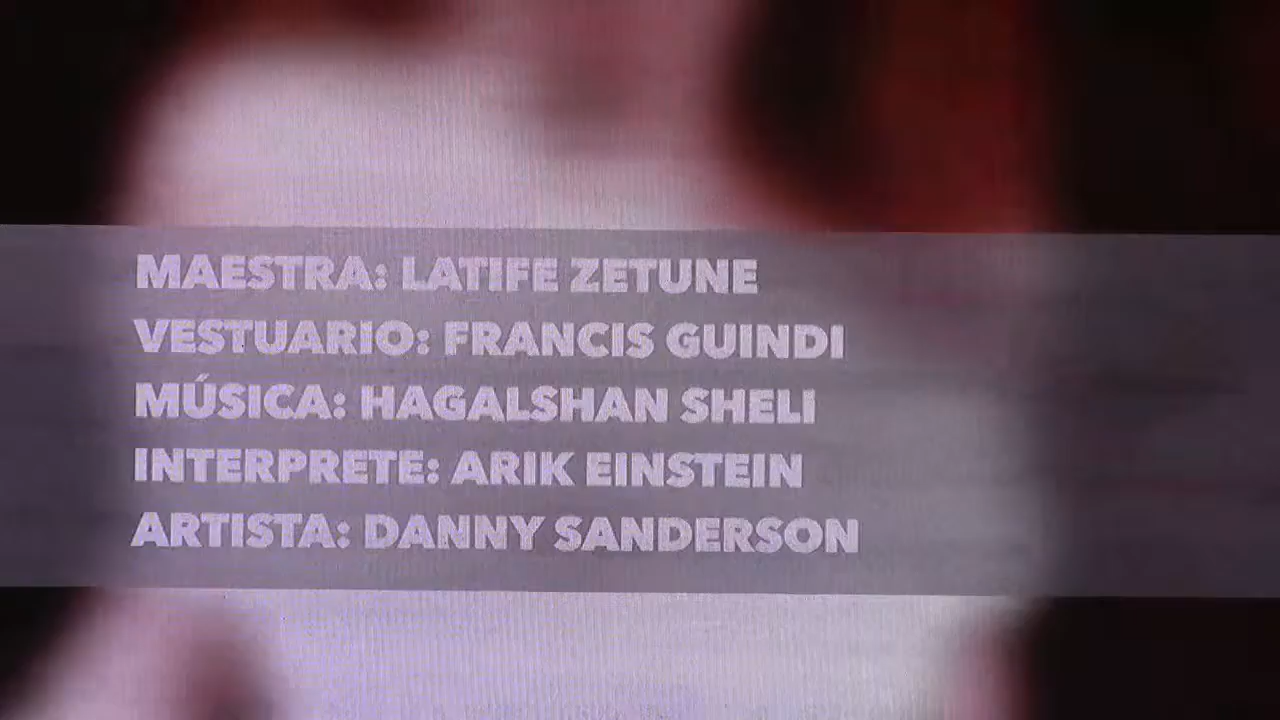 MAESTRA: LATIFE ZETUNE
VESTUARIO: FRANCIS GUINDI
MÚSICA: HAGALSHAN SHELI
INTERPRETE: ARIK EINSTEIN
ARTISTA: DANNY SANDERSON